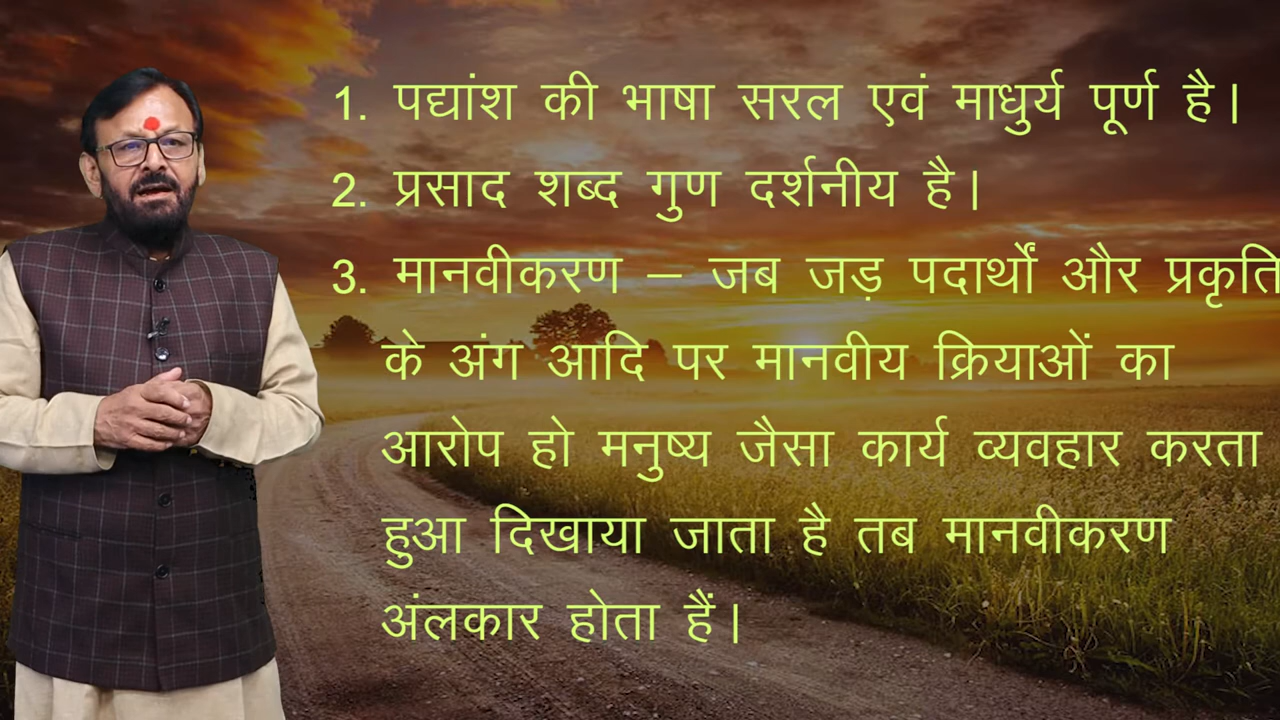 1. पद्यांश की भाषा सरल एवं माधुर्य पूर्ण है।
2. प्रसाद शब्द गुण दर्शनीय है।
3. मानवीकरण – जब जड़ पदार्थों और प्रकृति
के अंग आदि पर मानवीय क्रियाओं का
आरोप हो मनुष्य जैसा कार्य व्यवहार करता
हुआ दिखाया जाता है तब मानवीकरण
अंलकार होता हैं।